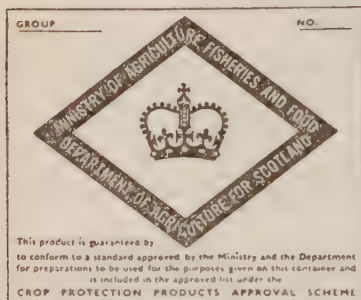 GROUP NO.
MINISTRY OF AGRICULTURE FISHERIES AND FOOD
DEPARTMENT OF AGRICULTURE FOR SCOTLAND
This product is guaranteed by
to conform to a standard approved by the Ministry and the Department
for preparations to be used for the purposes given on this container and
is included in the approved list under the
CROP PROTECTION PRODUCTS APPROVAL SCHEME